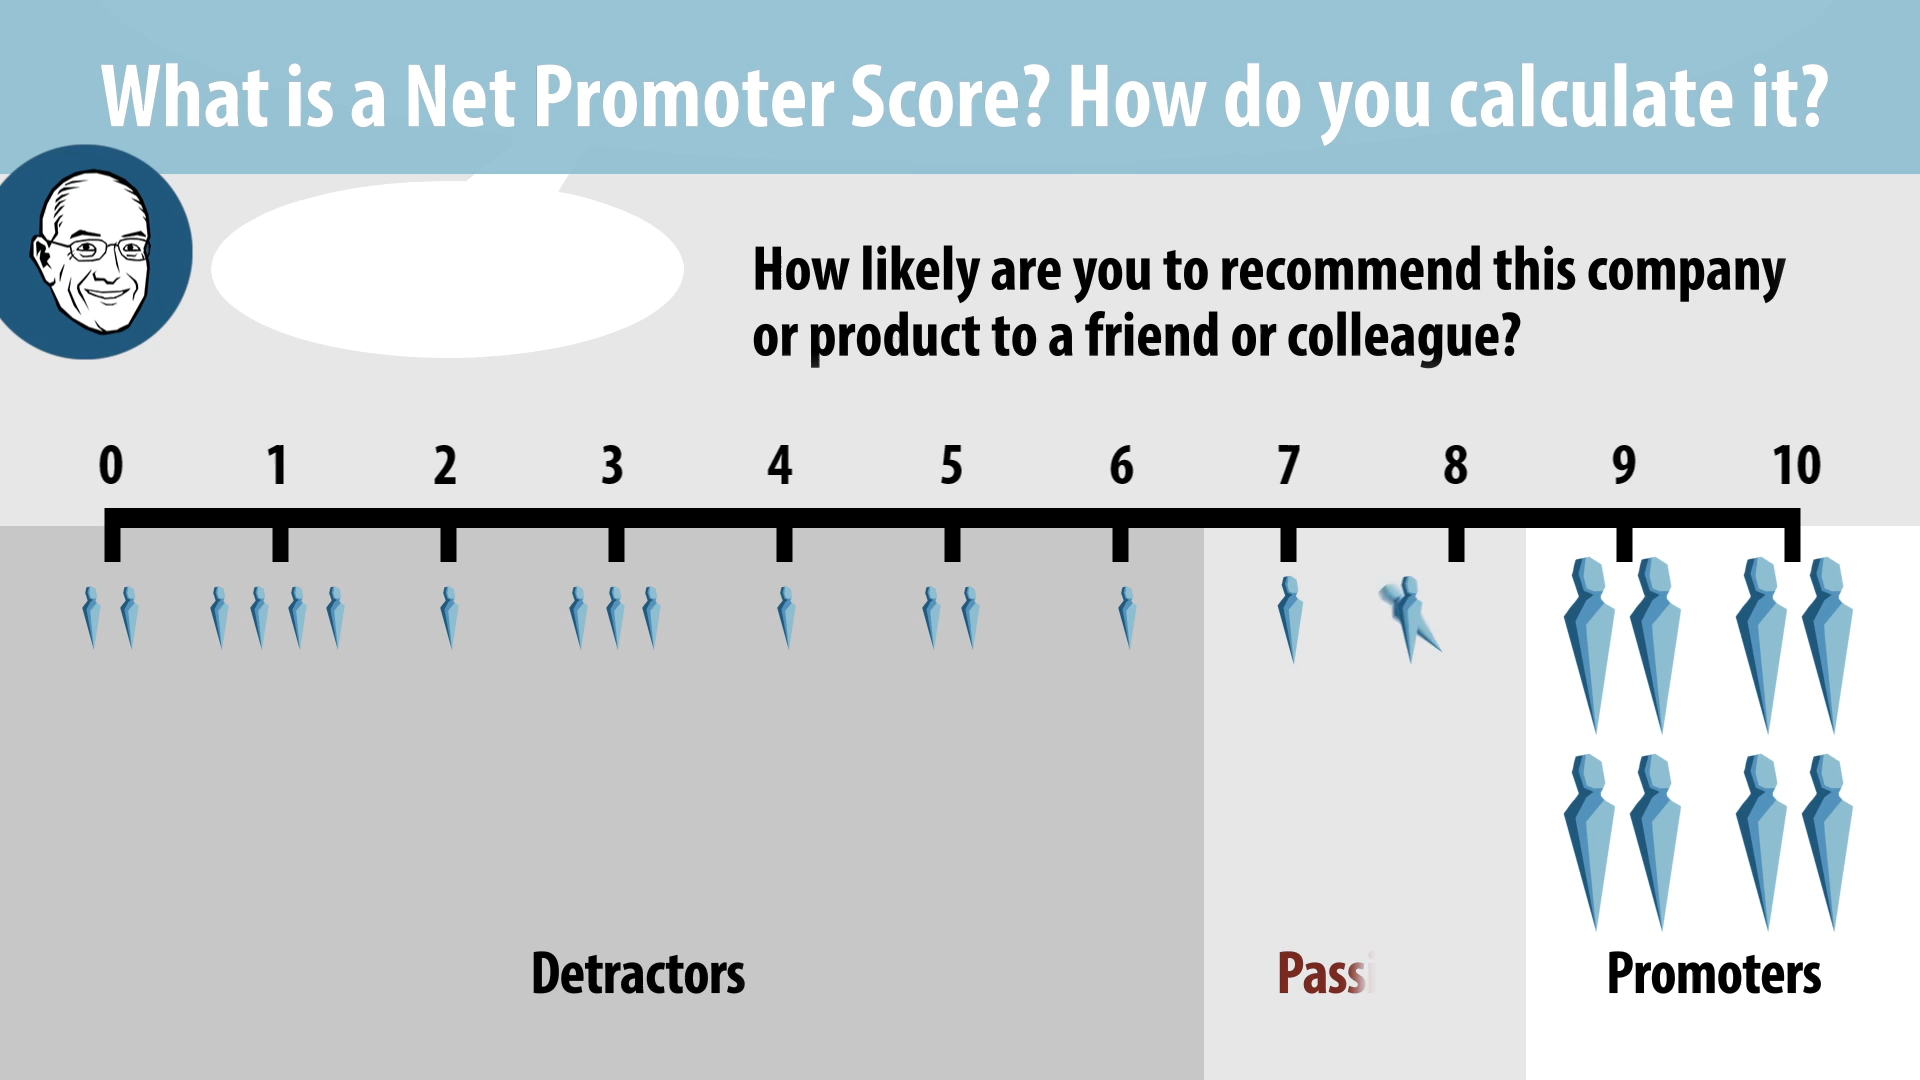 What is a Net Promoter Score? How do you calculate it?
How likely are you to recommend this company
or product to a friend or colleague?
0 1 2 3 4 5 6 7 8 9 10
Detractors Passi Promoters